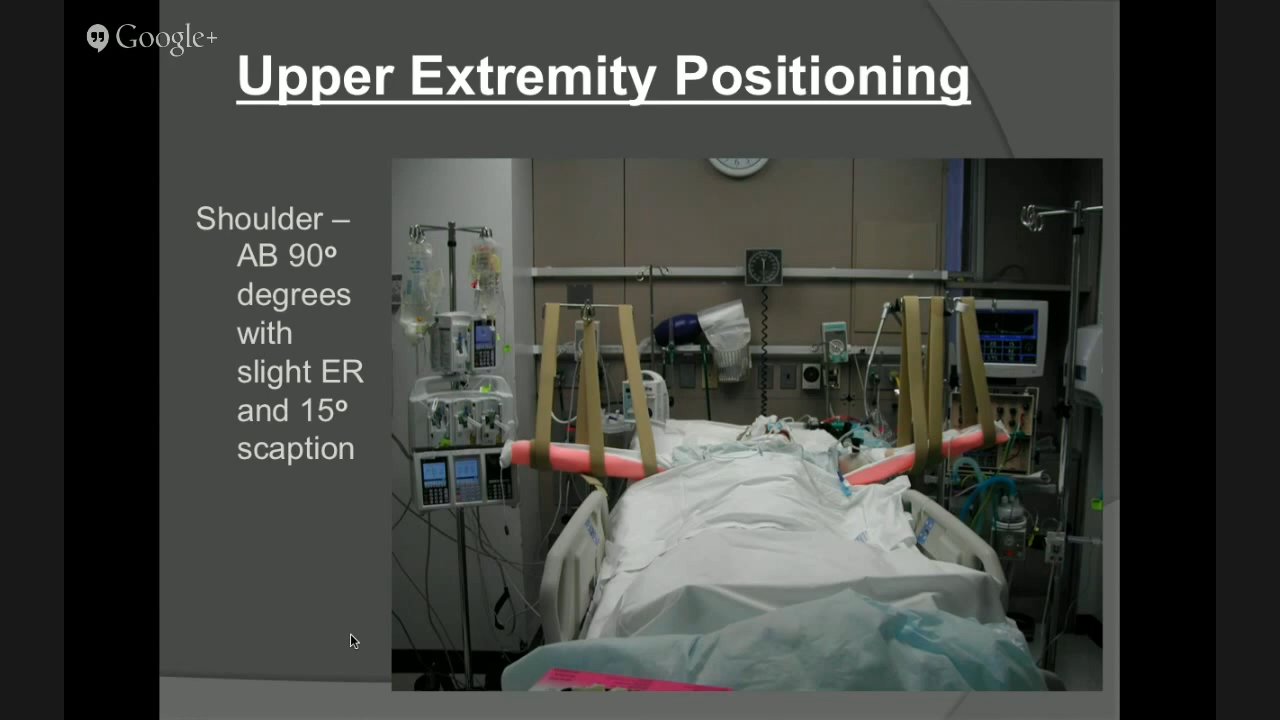 Google+
Upper Extremity Positioning
Shoulder –
AB 90º
degrees
with
slight ER
and 15º
scaption